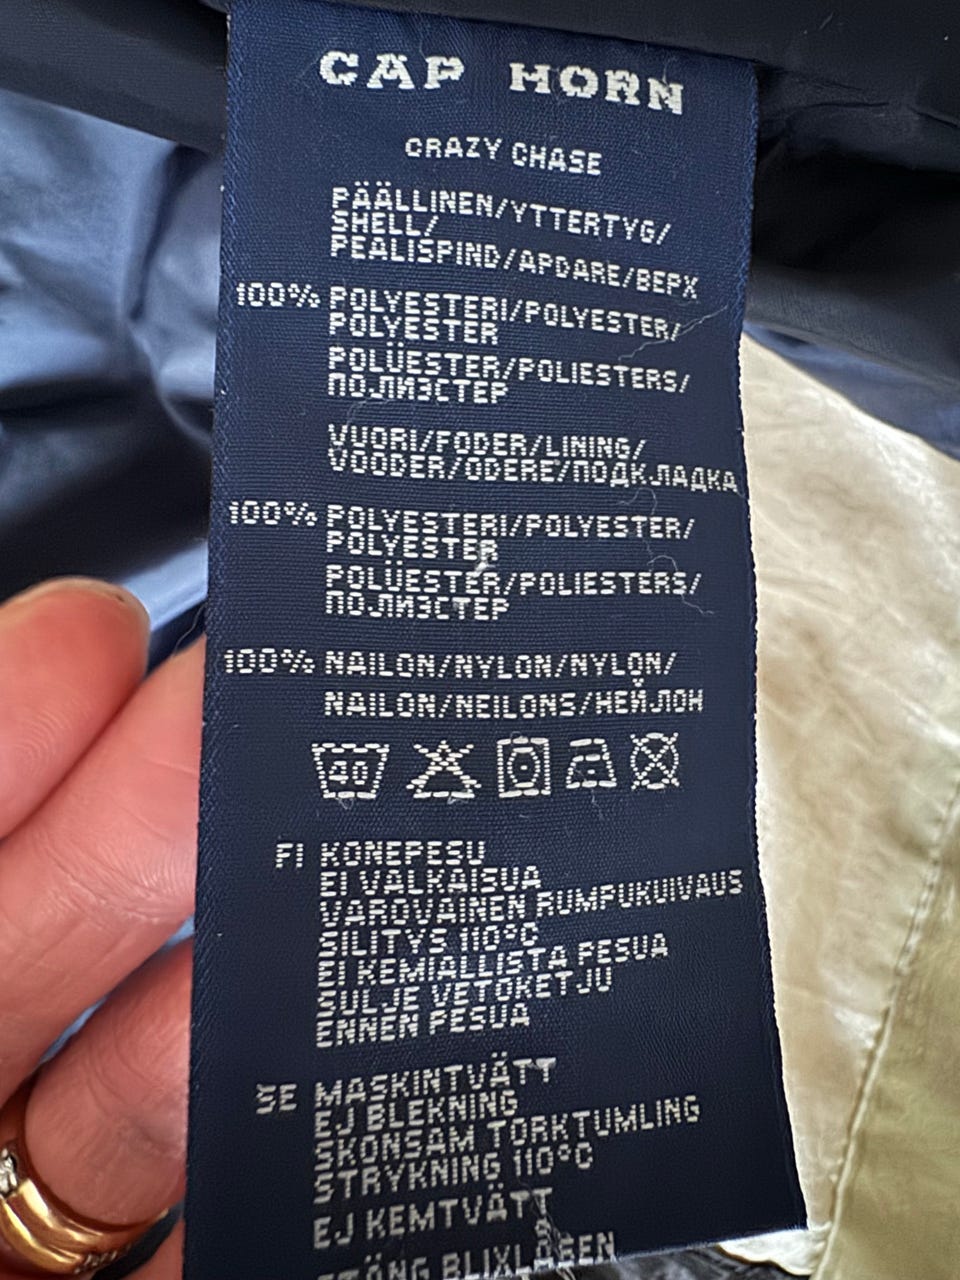 CAP HORN
CRAZY CHASE
PÄÄLLINEN/YTTERTYG/
SHELL/
PEALISPIND/APDARE/ВЕРХ
100% POLYESTERI/POLYESTER/
POLYESTER
POLÜESTER/POLIESTERS/
ПОЛИЭСТЕР
VUORI/FODER/LINING/
VOODER/ODERE/ПОДКЛАДКА
100% POLYESTERI/POLYESTER/
POLYESTER
POLÜESTER/POLIESTERS/
ПОЛИЭСТЕР
100% NAILON/NYLON/NYLON/
NAILON/NEILONS/НЕЙЛОН
40
FI KONEPESU
EI VALKAISUA
VAROVAINEN RUMPUKUIVAUS
SILITYS 110°C
EI KEMIALLISTA PESUA
SULJE VETOKETJU
ENNEN PESUA
SE MASKINTVÄTT
EJ BLEKNING
SKONSAM TORKTUMLING
STRYKNING 110°C
EJ KEMTVÄTT
STÄNG BLIXLÅSEN